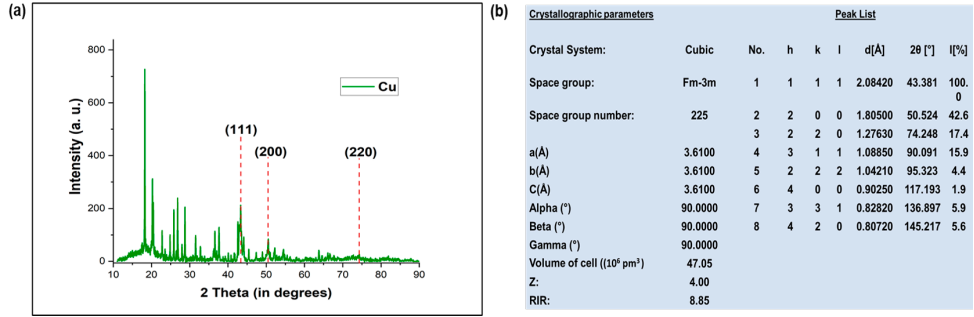 (a)
(b)
Intensity (a. u.)
800
600
400
200
0
10 20 30 40 50 60 70 80 90
2 Theta (in degrees)
Cu
(111)
(200)
(220)
Crystallographic parameters Peak List
Crystal System: Cubic No. h k l d[Å] 2θ [°] I[%]
Space group: Fm-3m 1 1 1 1 2.08420 43.381 100.
0
Space group number: 225 2 2 0 0 1.80500 50.524 42.6
3 2 2 0 1.27630 74.248 17.4
a(Å) 3.6100 4 3 1 1 1.08850 90.091 15.9
b(Å) 3.6100 5 2 2 2 1.04210 95.323 4.4
C(Å) 3.6100 6 4 0 0 0.90250 117.193 1.9
Alpha (°) 90.0000 7 3 3 1 0.82820 136.897 5.9
Beta (°) 90.0000 8 4 2 0 0.80720 145.217 5.6
Gamma (°) 90.0000
Volume of cell ((10⁶ pm³) 47.05
Z: 4.00
RIR: 8.85